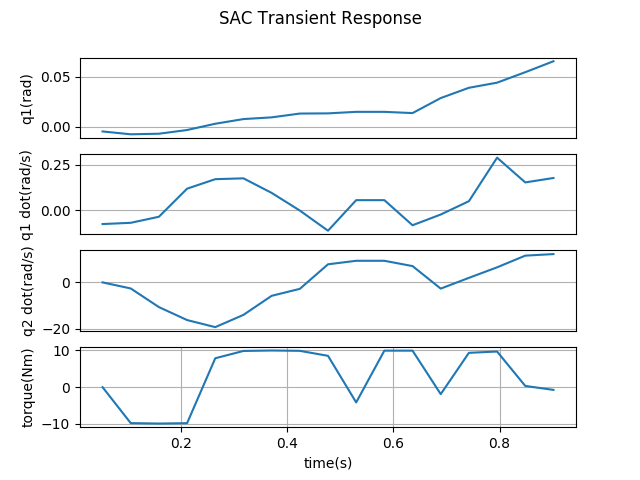 SAC Transient Response
q1(rad)
0.05
0.00
q1 dot(rad/s)
0.25
0.00
q2 dot(rad/s)
0
−20
torque(Nm)
10
0
−10
0.2 0.4 0.6 0.8
time(s)